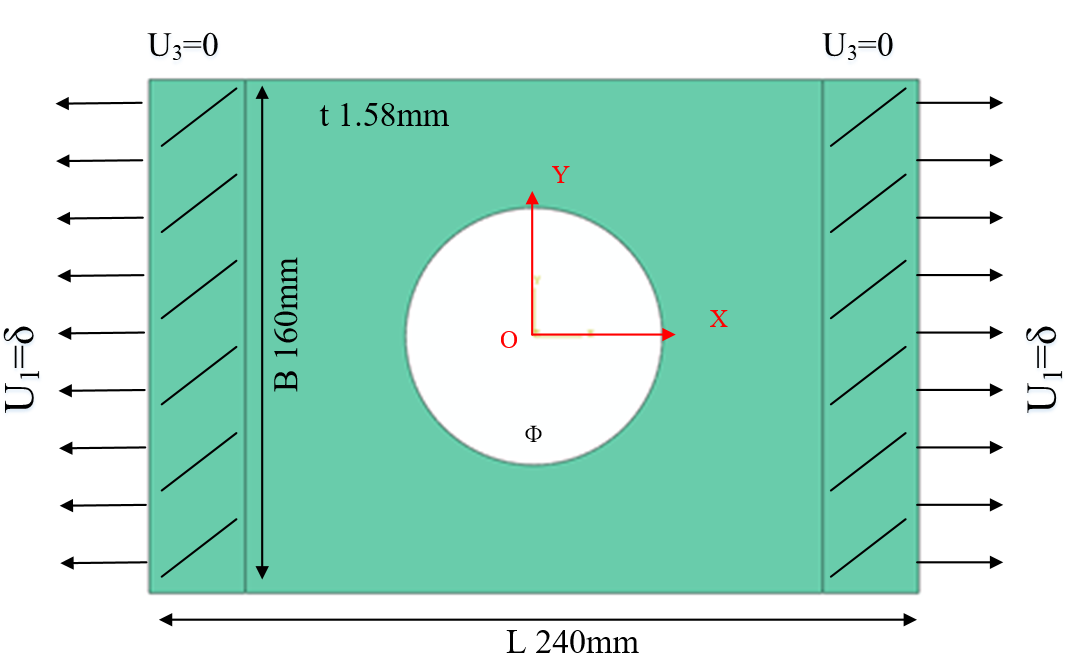 U₃=0
U₃=0
t 1.58mm
Y
B 160mm
X
O
U₁=δ
U₁=δ
Φ
L 240mm